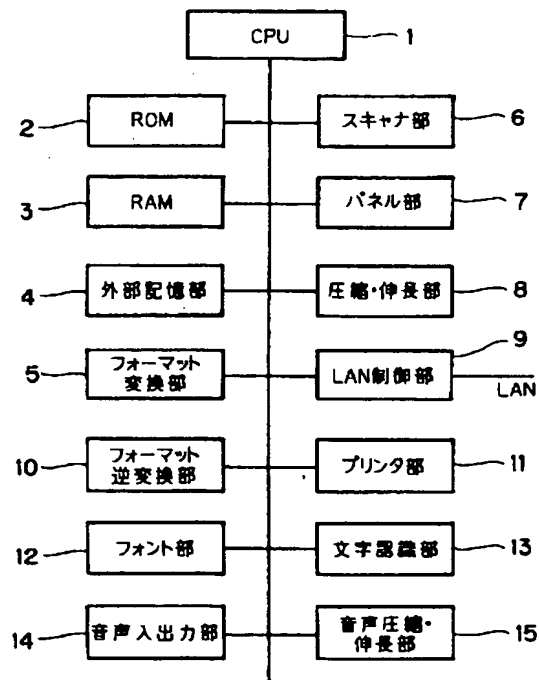 CPU
1
2
ROM
スキャナ部
6
3
RAM
パネル部
7
4
外部記憶部
圧縮・伸長部
8
9
5
フォーマット
変換部
LAN制御部
LAN
10
フォーマット
逆変換部
プリンタ部
11
12
フォント部
文字認識部
13
14
音声入出力部
音声圧縮・
伸長部
15